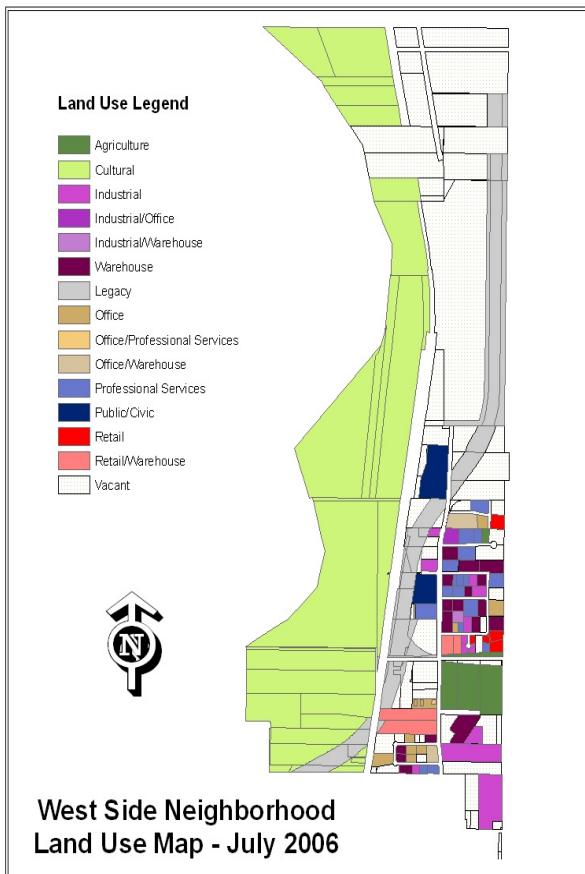 Land Use Legend
Agriculture
Cultural
Industrial
Industrial/Office
Industrial/Warehouse
Warehouse
Legacy
Office
Office/Professional Services
Office/Warehouse
Professional Services
Public/Civic
Retail
Retail/Warehouse
Vacant
N
West Side Neighborhood
Land Use Map - July 2006